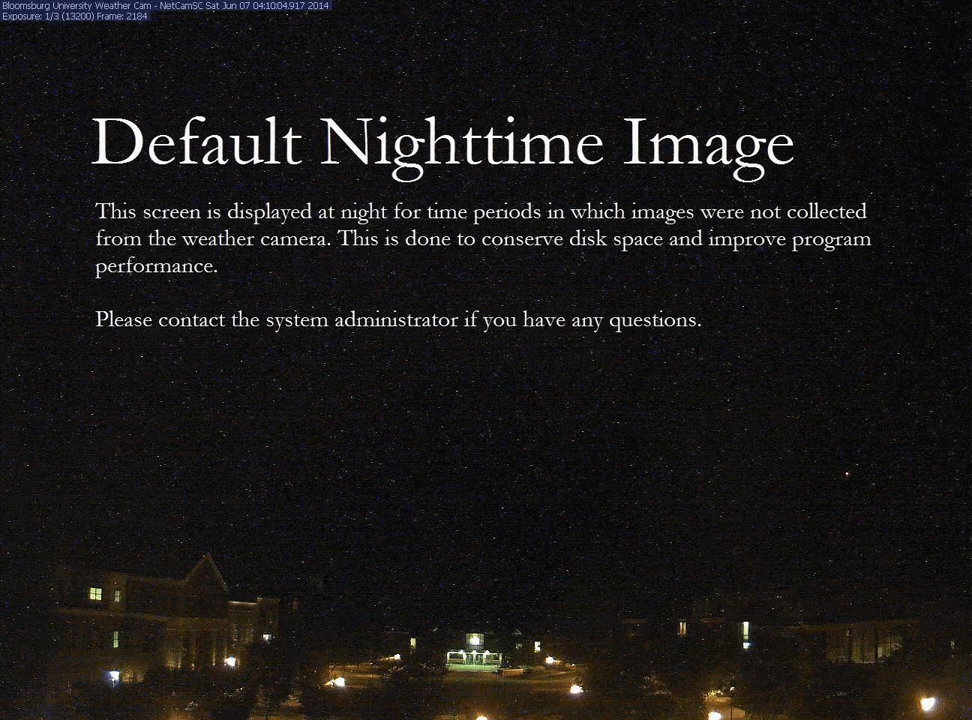 Bloomsburg University Weather Cam - NetCamSC Sat Jun 07 04:10:04.917 2014
Exposure: 1/3 (13200) Frame: 2184
Default Nighttime Image
This screen is displayed at night for time periods in which images were not collected
from the weather camera. This is done to conserve disk space and improve program
performance.
Please contact the system administrator if you have any questions.